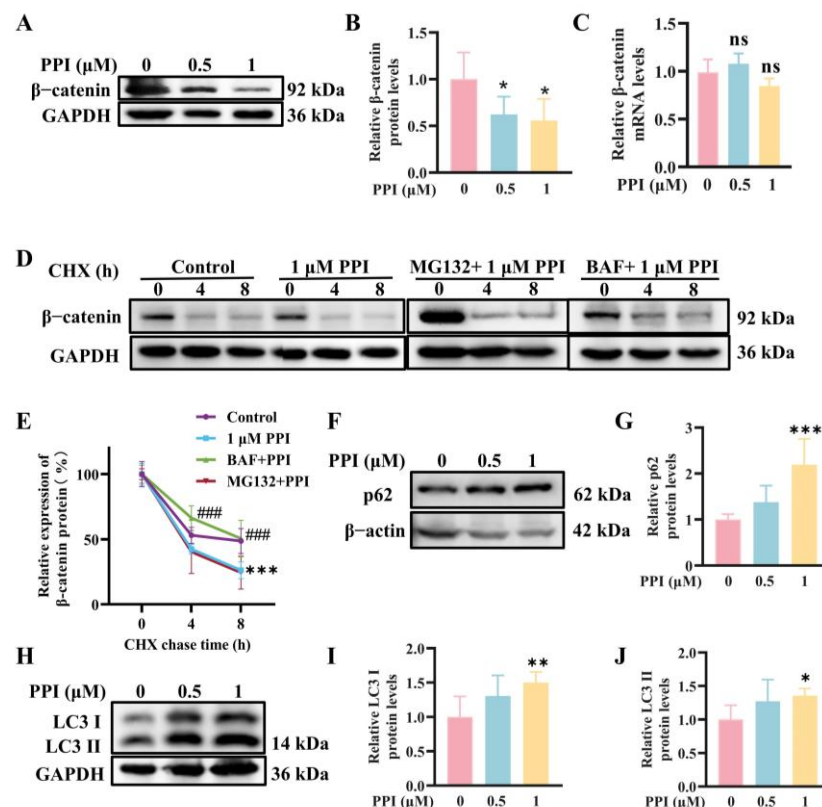 A
PPI (μM) 0 0.5 1
β−catenin 92 kDa
GAPDH 36 kDa
B
Relative β-catenin
protein levels
1.5
1.0
0.5
0.0
* *
PPI (μM) 0 0.5 1
C
Relative β-catenin
mRNA levels
1.5
1.0
0.5
0.0
ns ns
PPI (μM) 0 0.5 1
D
CHX (h) Control 1 μM PPI MG132+ 1 μM PPI BAF+ 1 μM PPI
0 4 8 0 4 8 0 4 8 0 4 8
β−catenin 92 kDa
GAPDH 36 kDa
E
Relative expression of
β-catenin protein (%)
100
50
0
Control
1 μM PPI
BAF+PPI
MG132+PPI
### ###
***
0 4 8
CHX chase time (h)
F
PPI (μM) 0 0.5 1
p62 62 kDa
β−actin 42 kDa
G
Relative p62
protein levels
3
2
1
0
***
PPI (μM) 0 0.5 1
H
PPI (μM) 0 0.5 1
LC3 I
LC3 II 14 kDa
GAPDH 36 kDa
I
Relative LC3 I
protein levels
2.0
1.5
1.0
0.5
0.0
**
PPI (μM) 0 0.5 1
J
Relative LC3 II
protein levels
2.0
1.5
1.0
0.5
0.0
*
PPI (μM) 0 0.5 1